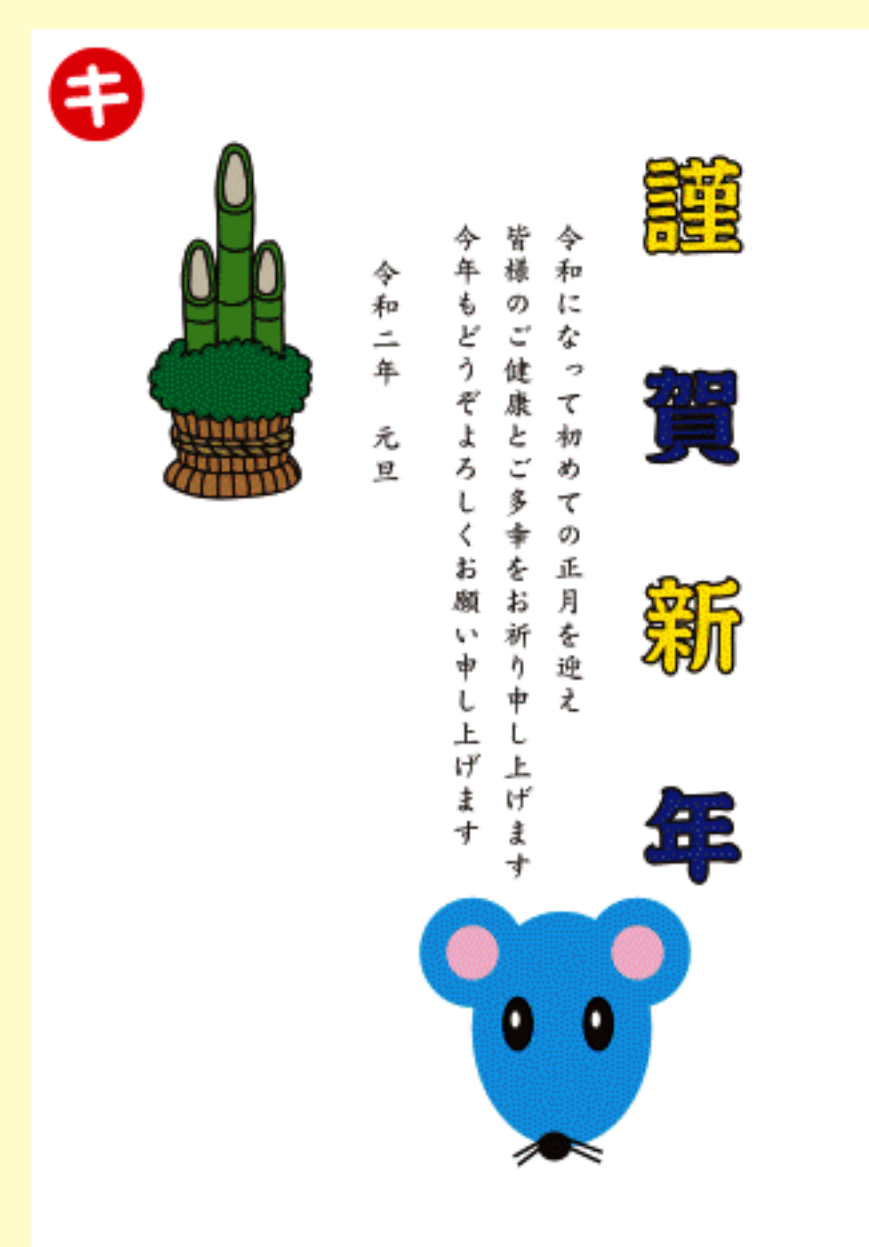 キ
謹賀新年
令和になって初めての正月を迎え
皆様のご健康とご多幸をお祈り申し上げます
今年もどうぞよろしくお願い申し上げます
令和二年　元旦